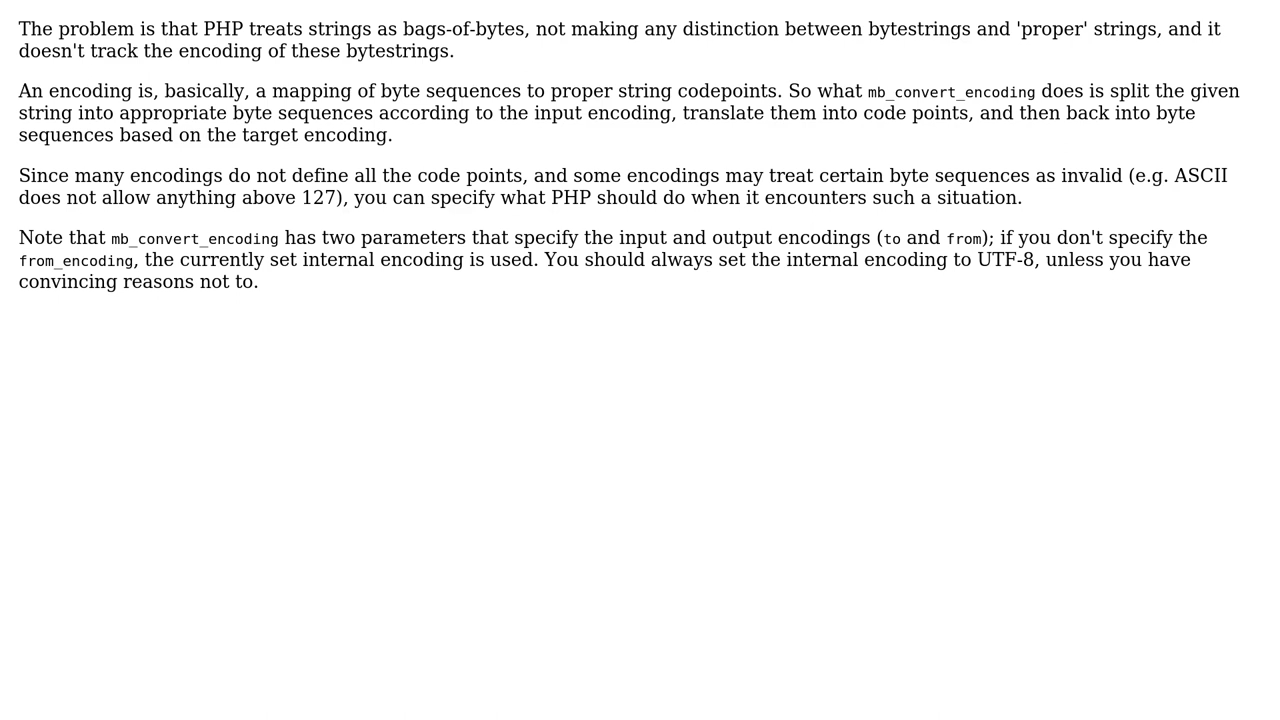 The problem is that PHP treats strings as bags-of-bytes, not making any distinction between bytestrings and 'proper' strings, and it
doesn't track the encoding of these bytestrings.
An encoding is, basically, a mapping of byte sequences to proper string codepoints. So what mb_convert_encoding does is split the given
string into appropriate byte sequences according to the input encoding, translate them into code points, and then back into byte
sequences based on the target encoding.
Since many encodings do not define all the code points, and some encodings may treat certain byte sequences as invalid (e.g. ASCII
does not allow anything above 127), you can specify what PHP should do when it encounters such a situation.
Note that mb_convert_encoding has two parameters that specify the input and output encodings (to and from); if you don't specify the
from_encoding, the currently set internal encoding is used. You should always set the internal encoding to UTF-8, unless you have
convincing reasons not to.